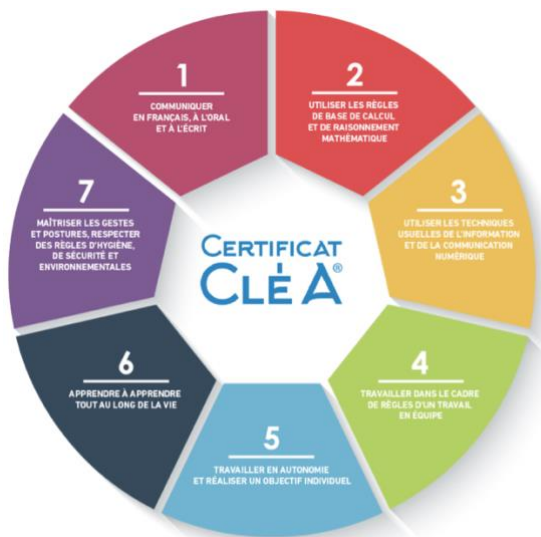 1
COMMUNIQUER
EN FRANÇAIS, À L'ORAL
ET À L'ÉCRIT
2
UTILISER LES RÈGLES
DE BASE DE CALCUL
ET DE RAISONNEMENT
MATHÉMATIQUE
3
UTILISER LES TECHNIQUES
USUELLES DE L'INFORMATION
ET DE LA COMMUNICATION
NUMÉRIQUE
4
TRAVAILLER DANS LE CADRE
DE RÈGLES D'UN TRAVAIL
EN ÉQUIPE
5
TRAVAILLER EN AUTONOMIE
ET RÉALISER UN OBJECTIF INDIVIDUEL
6
APPRENDRE À APPRENDRE
TOUT AU LONG DE LA VIE
7
MAÎTRISER LES GESTES
ET POSTURES, RESPECTER
DES RÈGLES D'HYGIÈNE,
DE SÉCURITÉ ET
ENVIRONNEMENTALES
CERTIFICAT
CLÉA®